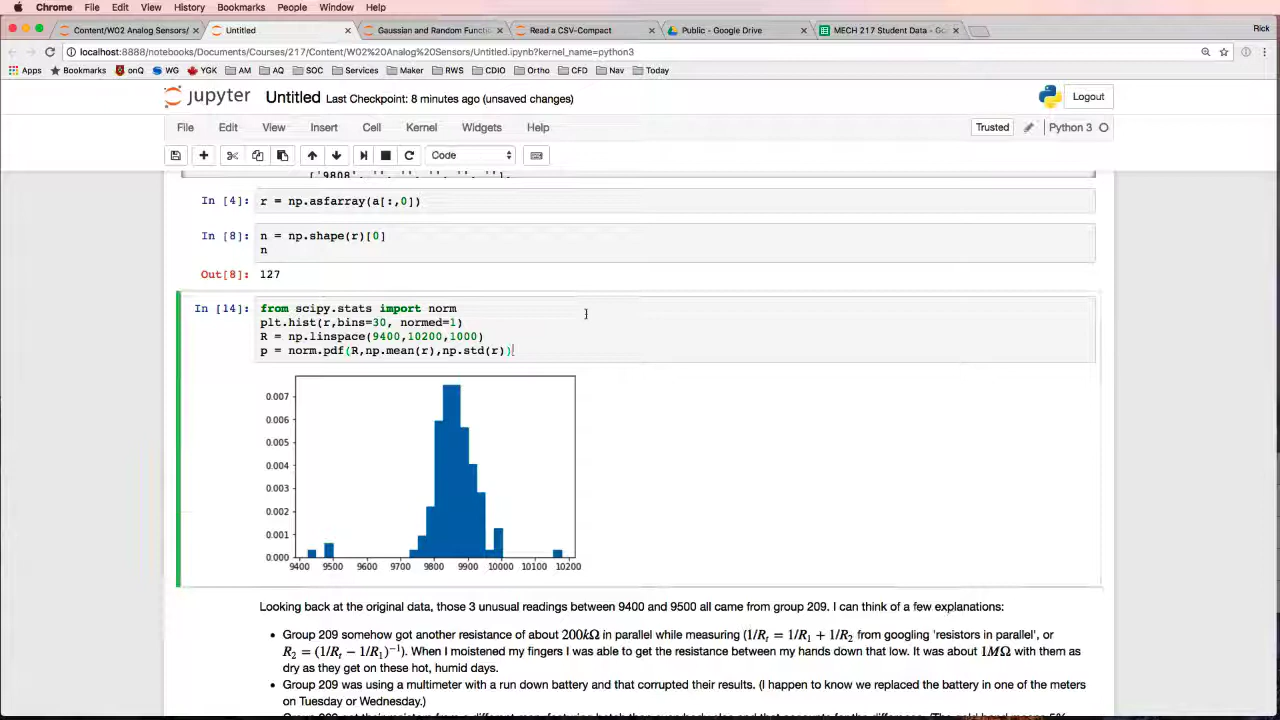 Chrome File Edit View History Bookmarks People Window Help
Content/W02 Analog Sensors/ Untitled Gaussian and Random Functi Read a CSV-Compact Public - Google Drive MECH 217 Student Data - Go Rick
localhost:8888/notebooks/Documents/Courses/217/Content/W02%20Analog%20Sensors/Untitled.ipynb?kernel_name=python3
Apps Bookmarks onQ WG YGK AM AQ SOC Services Maker RWS CDIO Ortho CFD Nav Today
jupyter Untitled Last Checkpoint: 8 minutes ago (unsaved changes) Logout
File Edit View Insert Cell Kernel Widgets Help Trusted Python 3
Code
['9808', '', '', '', '', ''],
In [4]: r = np.asfarray(a[:,0])
In [8]: n = np.shape(r)[0]
n
Out[8]: 127
In [14]: from scipy.stats import norm
plt.hist(r,bins=30, normed=1)
R = np.linspace(9400,10200,1000)
p = norm.pdf(R,np.mean(r),np.std(r))
0.007
0.006
0.005
0.004
0.003
0.002
0.001
0.000
9400 9500 9600 9700 9800 9900 10000 10100 10200
Looking back at the original data, those 3 unusual readings between 9400 and 9500 all came from group 209. I can think of a few explanations:
• Group 209 somehow got another resistance of about 200kΩ in parallel while measuring (1/Rₜ = 1/R₁ + 1/R₂ from googling 'resistors in parallel', or
R₂ = (1/Rₜ − 1/R₁)⁻¹). When I moistened my fingers I was able to get the resistance between my hands down that low. It was about 1MΩ with them as
dry as they get on these hot, humid days.
• Group 209 was using a multimeter with a run down battery and that corrupted their results. (I happen to know we replaced the battery in one of the meters
on Tuesday or Wednesday.)